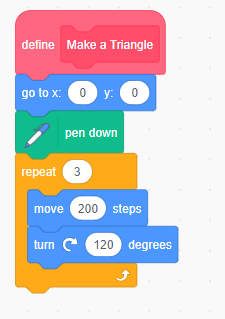 define Make a Triangle
go to x: 0 y: 0
pen down
repeat 3
move 200 steps
turn 120 degrees